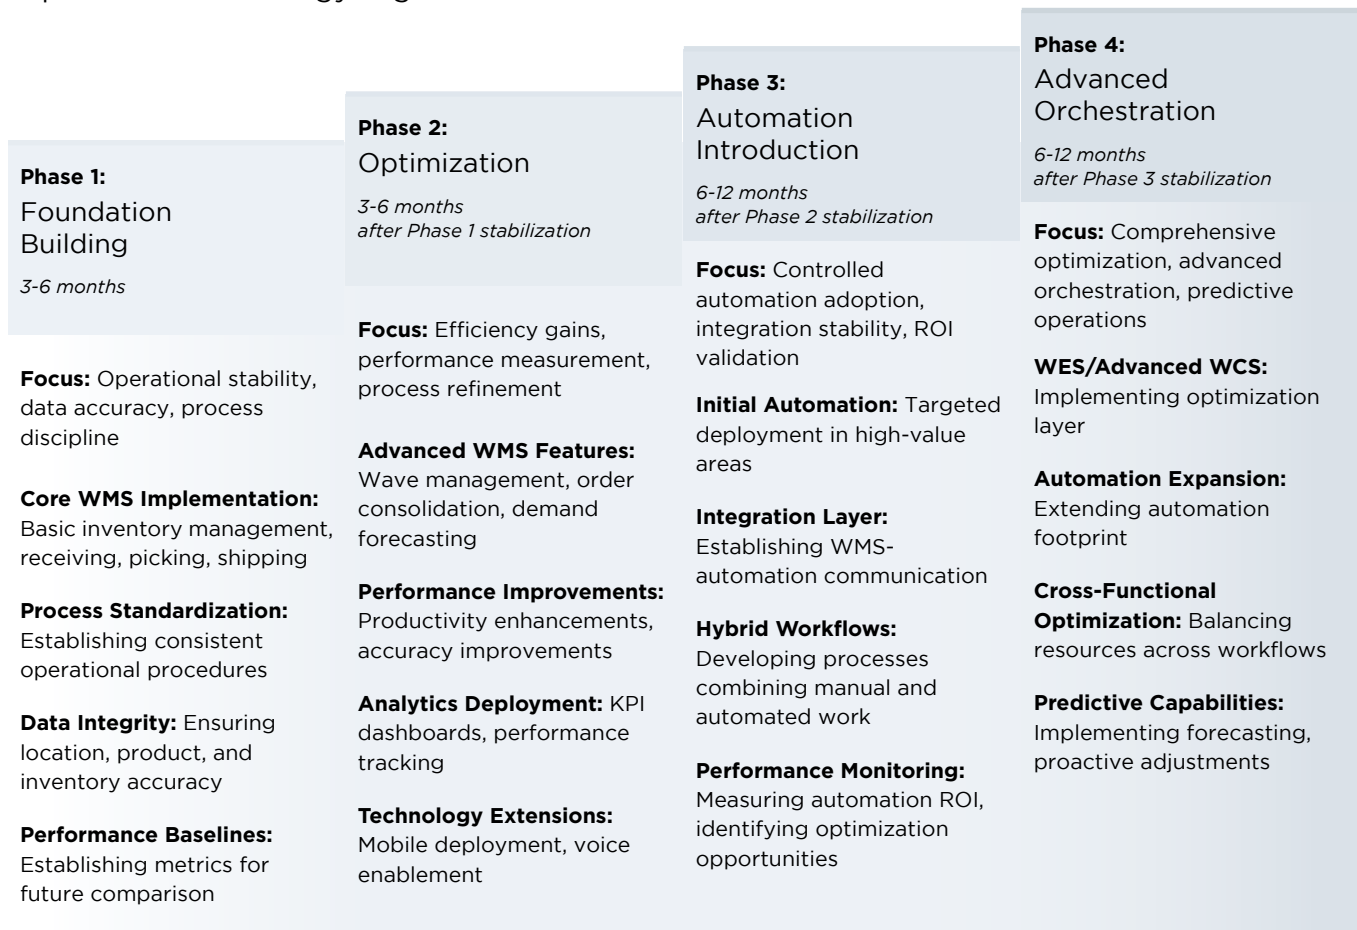 Phase 1:
Foundation
Building
3-6 months
Focus: Operational stability,
data accuracy, process
discipline
Core WMS Implementation:
Basic inventory management,
receiving, picking, shipping
Process Standardization:
Establishing consistent
operational procedures
Data Integrity: Ensuring
location, product, and
inventory accuracy
Performance Baselines:
Establishing metrics for
future comparison
Phase 2:
Optimization
3-6 months
after Phase 1 stabilization
Focus: Efficiency gains,
performance measurement,
process refinement
Advanced WMS Features:
Wave management, order
consolidation, demand
forecasting
Performance Improvements:
Productivity enhancements,
accuracy improvements
Analytics Deployment: KPI
dashboards, performance
tracking
Technology Extensions:
Mobile deployment, voice
enablement
Phase 3:
Automation
Introduction
6-12 months
after Phase 2 stabilization
Focus: Controlled
automation adoption,
integration stability, ROI
validation
Initial Automation: Targeted
deployment in high-value
areas
Integration Layer:
Establishing WMS-
automation communication
Hybrid Workflows:
Developing processes
combining manual and
automated work
Performance Monitoring:
Measuring automation ROI,
identifying optimization
opportunities
Phase 4:
Advanced
Orchestration
6-12 months
after Phase 3 stabilization
Focus: Comprehensive
optimization, advanced
orchestration, predictive
operations
WES/Advanced WCS:
Implementing optimization
layer
Automation Expansion:
Extending automation
footprint
Cross-Functional
Optimization: Balancing
resources across workflows
Predictive Capabilities:
Implementing forecasting,
proactive adjustments